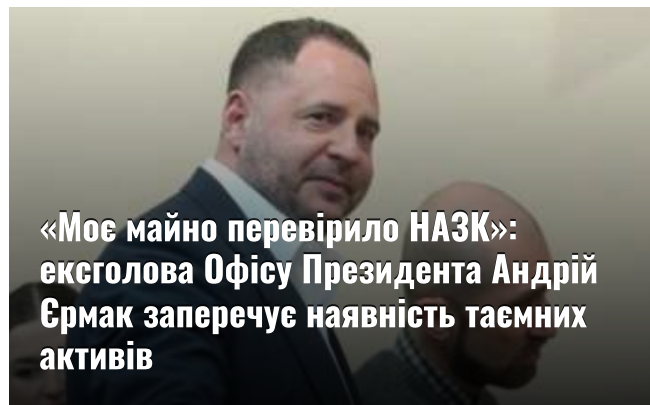 «Моє майно перевірило НАЗК»:
ексголова Офісу Президента Андрій
Єрмак заперечує наявність таємних
активів